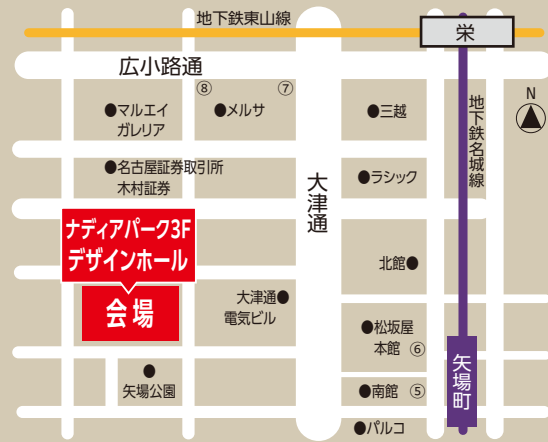 地下鉄東山線
栄
広小路通
⑧
⑦
●マルエイ
ガレリア
●メルサ
●三越
地下鉄名城線
N
●名古屋証券取引所
木村証券
大津通
●ラシック
ナディアパーク3F
デザインホール
会場
北館●
大津通●
電気ビル
●松坂屋
本館 ⑥
矢場町
●
矢場公園
●南館 ⑤
●パルコ